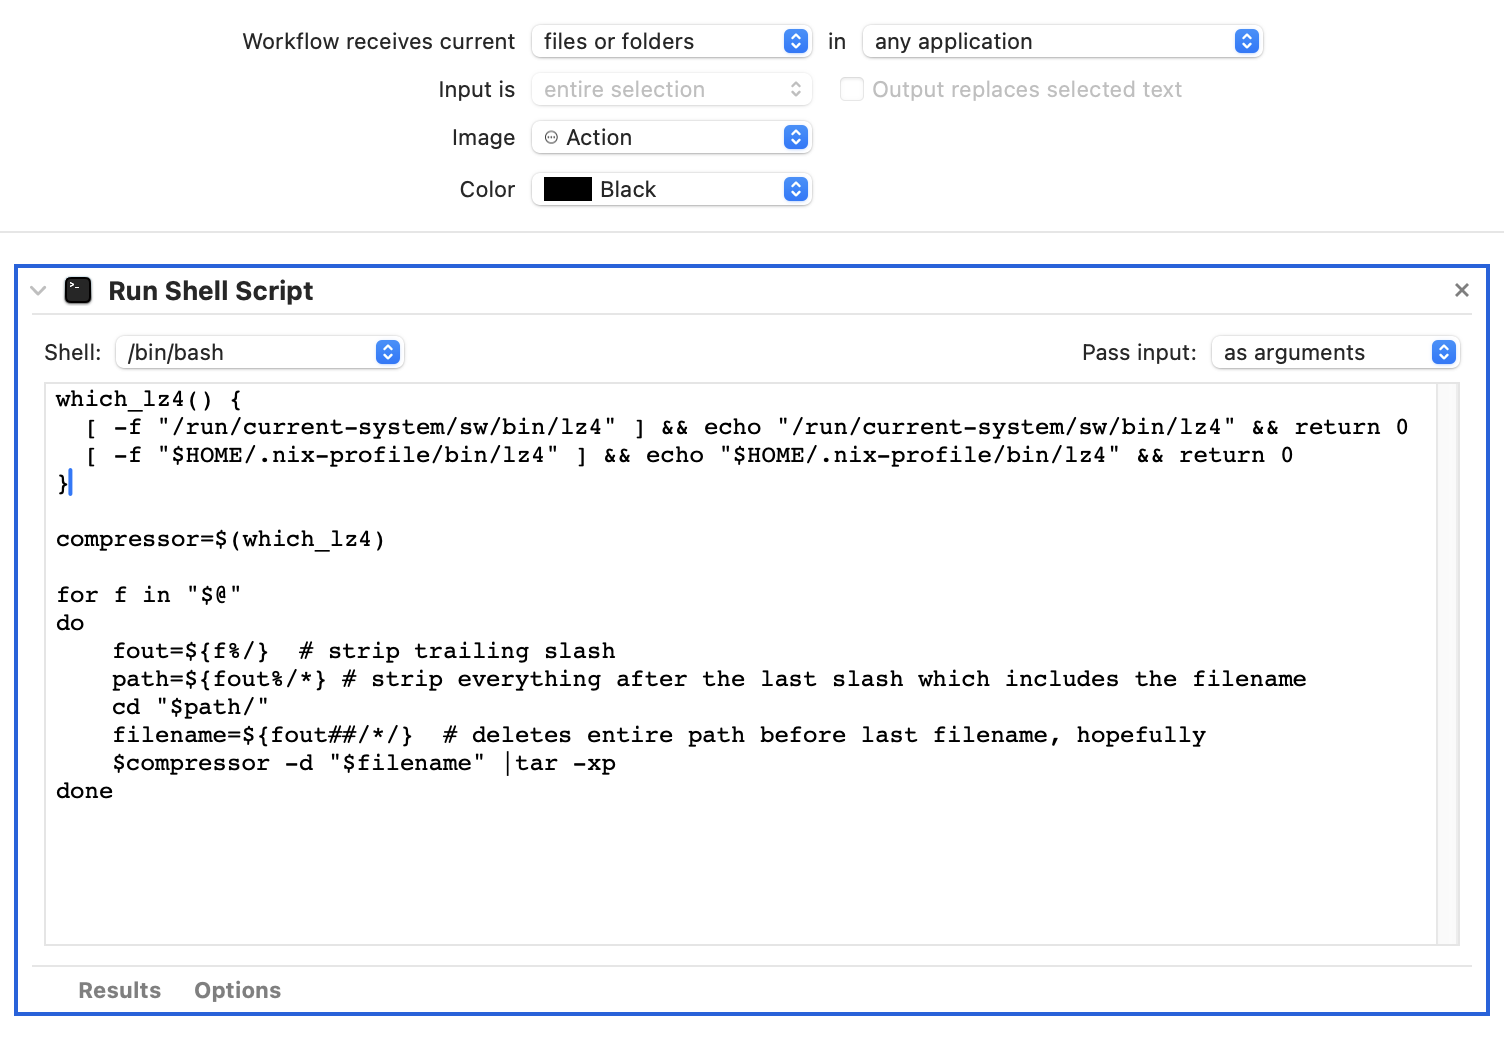 Workflow receives current files or folders in any application
Input is entire selection Output replaces selected text
Image Action
Color Black
Run Shell Script
Shell: /bin/bash Pass input: as arguments
which_lz4() {
  [ -f "/run/current-system/sw/bin/lz4" ] && echo "/run/current-system/sw/bin/lz4" && return 0
  [ -f "$HOME/.nix-profile/bin/lz4" ] && echo "$HOME/.nix-profile/bin/lz4" && return 0
}
compressor=$(which_lz4)
for f in "$@"
do
    fout=${f%/}  # strip trailing slash
    path=${fout%/*} # strip everything after the last slash which includes the filename
    cd "$path/"
    filename=${fout##/*/}  # deletes entire path before last filename, hopefully
    $compressor -d "$filename" |tar -xp
done
Results Options